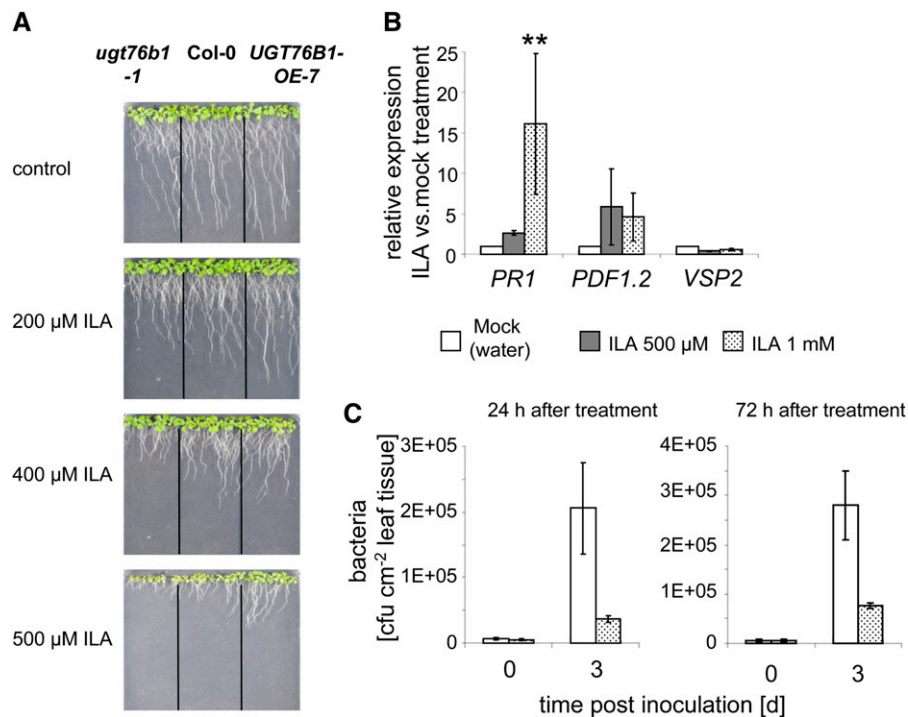 A
ugt76b1
-1
Col-0
UGT76B1-
OE-7
control
200 µM ILA
400 µM ILA
500 µM ILA
B
relative expression
ILA vs.mock treatment
30
25
20
15
10
5
0
**
PR1
PDF1.2
VSP2
Mock
(water)
ILA 500 µM
ILA 1 mM
C
24 h after treatment
72 h after treatment
bacteria
[cfu cm-2 leaf tissue]
3E+05
2E+05
1E+05
0
0
3
4E+05
3E+05
2E+05
1E+05
0
0
3
time post inoculation [d]